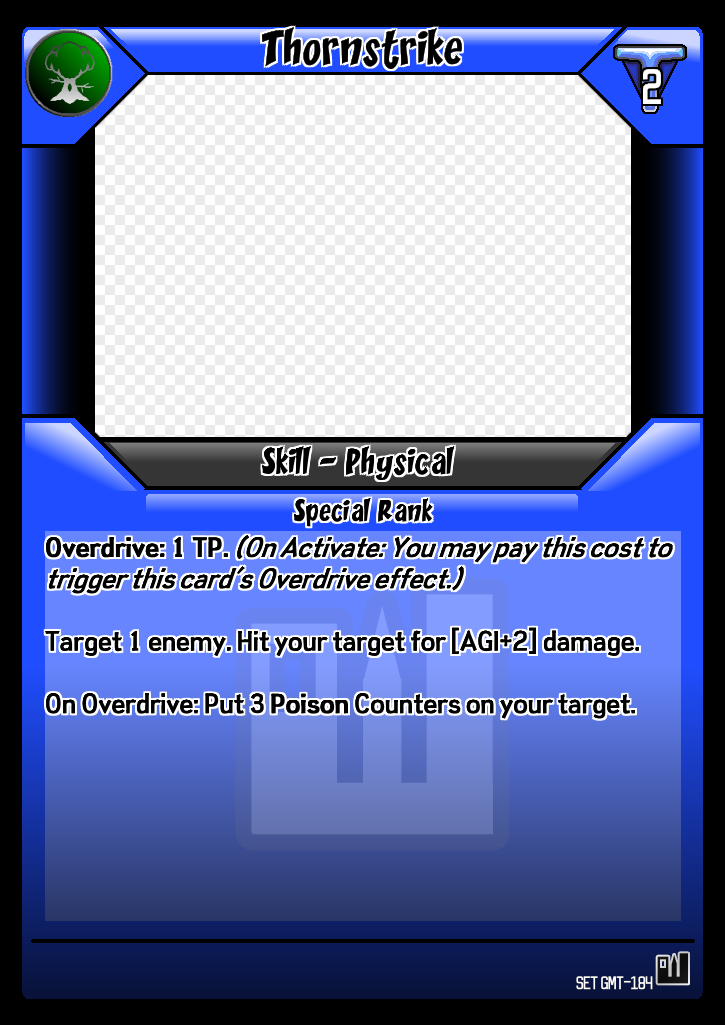 Thornstrike
2
Skill - Physical
Special Rank
Overdrive: 1 TP. (On Activate: You may pay this cost to
trigger this card's Overdrive effect.)
Target 1 enemy. Hit your target for [AGI+2] damage.
On Overdrive: Put 3 Poison Counters on your target.
SET GMT-184